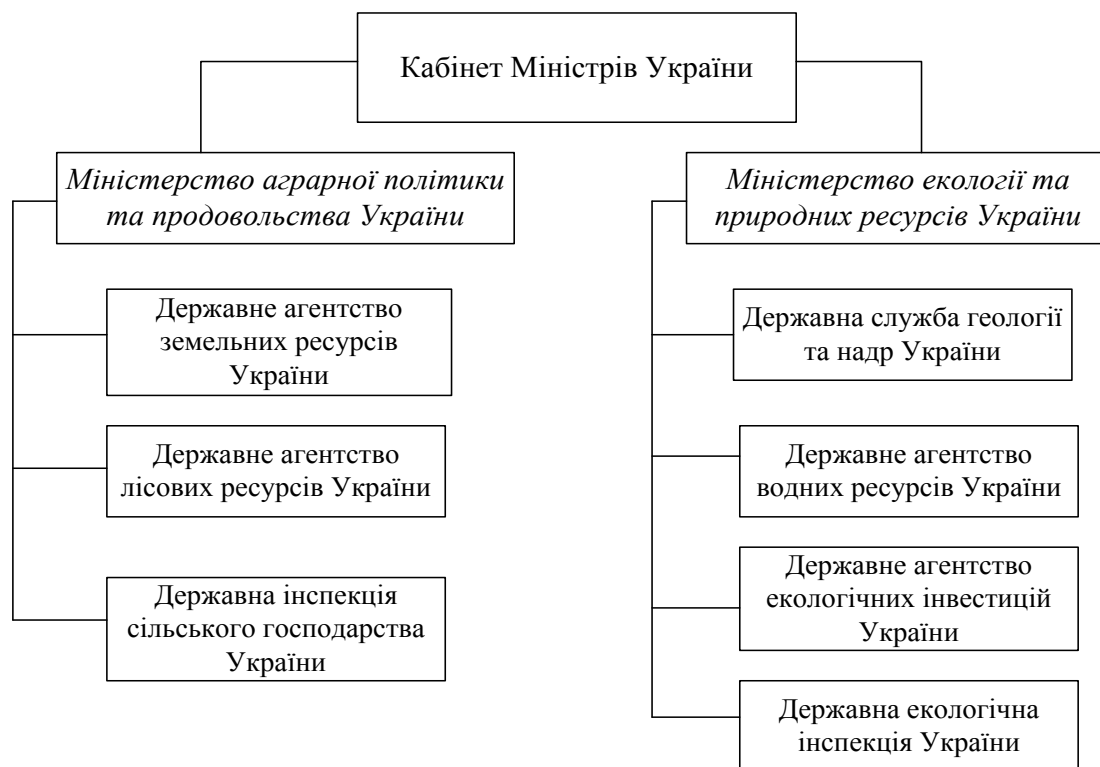 Кабінет Міністрів України
Міністерство аграрної політики
та продовольства України
Державне агентство
земельних ресурсів
України
Державне агентство
лісових ресурсів України
Державна інспекція
сільського господарства
України
Міністерство екології та
природних ресурсів України
Державна служба геології
та надр України
Державне агентство
водних ресурсів України
Державне агентство
екологічних інвестицій
України
Державна екологічна
інспекція України